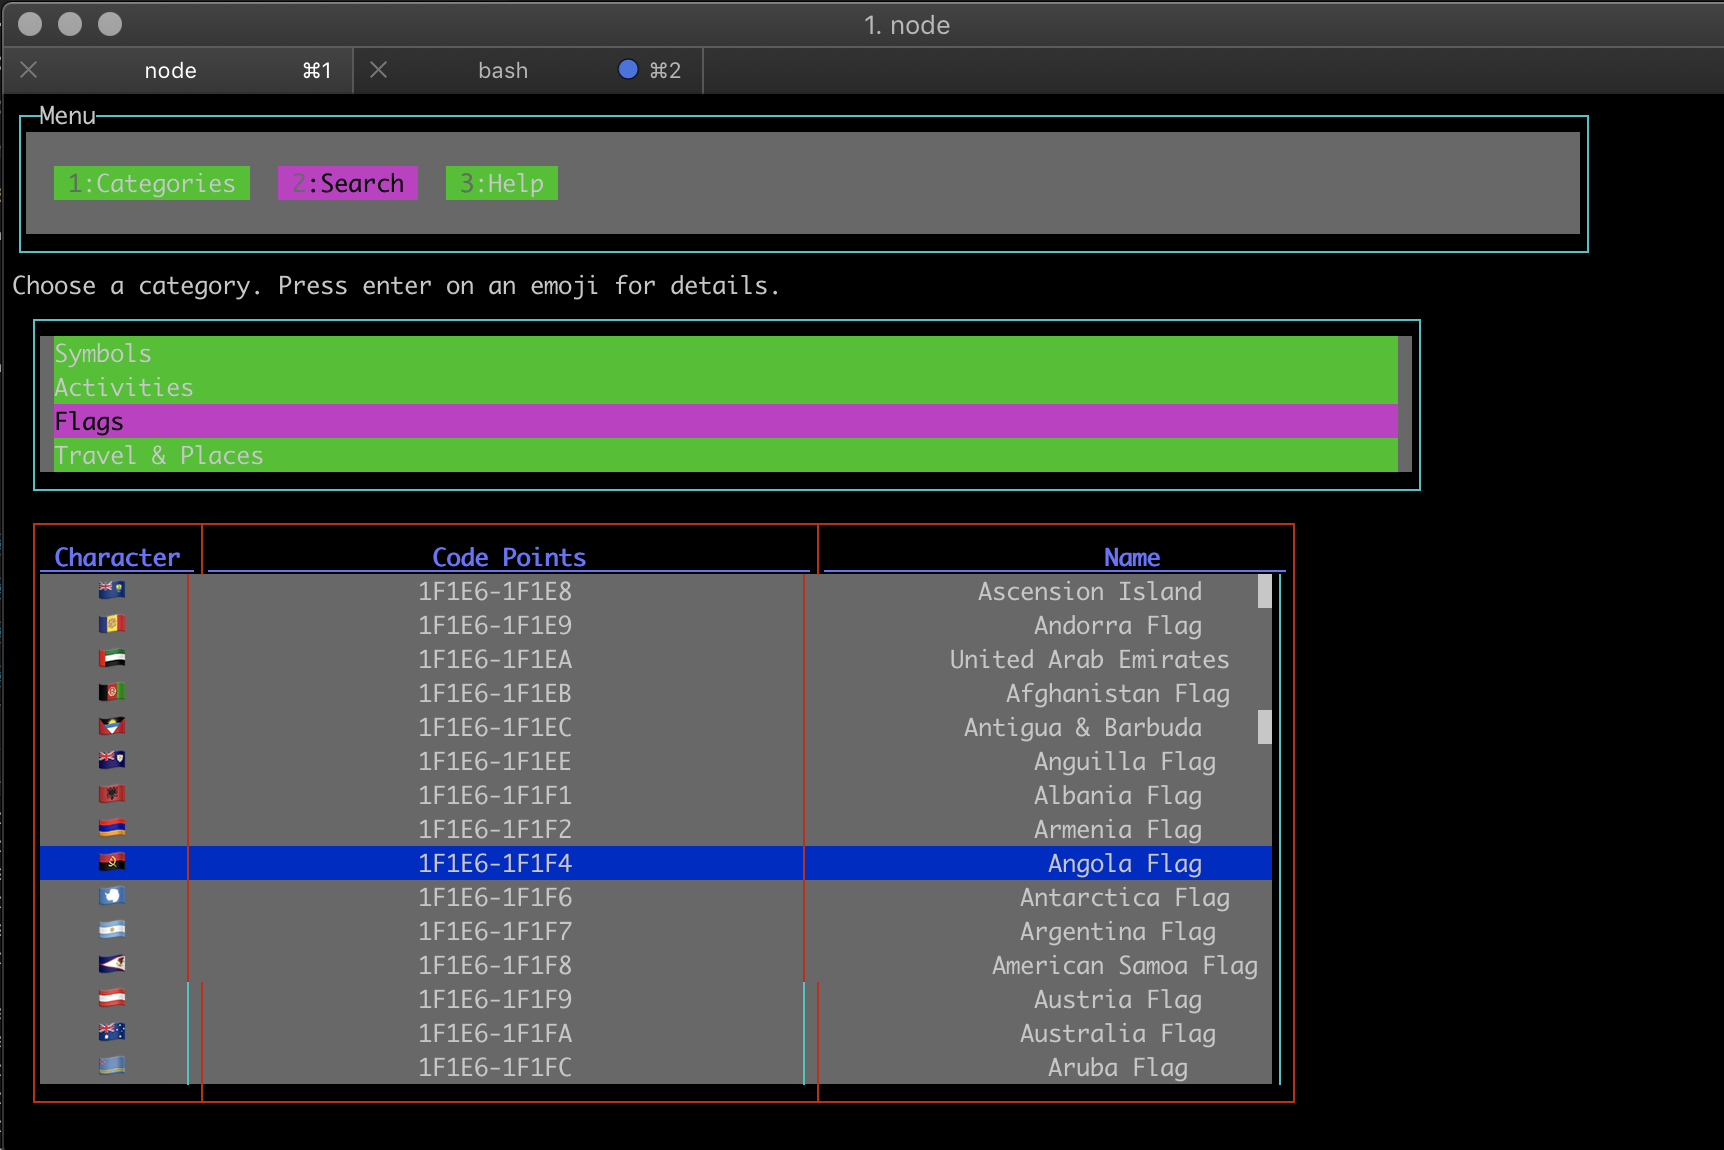 1. node
node ⌘1 bash ⌘2
Menu
1:Categories 2:Search 3:Help
Choose a category. Press enter on an emoji for details.
Symbols
Activities
Flags
Travel & Places
Character Code Points Name
1F1E6-1F1E8 Ascension Island
1F1E6-1F1E9 Andorra Flag
1F1E6-1F1EA United Arab Emirates
1F1E6-1F1EB Afghanistan Flag
1F1E6-1F1EC Antigua & Barbuda
1F1E6-1F1EE Anguilla Flag
1F1E6-1F1F1 Albania Flag
1F1E6-1F1F2 Armenia Flag
1F1E6-1F1F4 Angola Flag
1F1E6-1F1F6 Antarctica Flag
1F1E6-1F1F7 Argentina Flag
1F1E6-1F1F8 American Samoa Flag
1F1E6-1F1F9 Austria Flag
1F1E6-1F1FA Australia Flag
1F1E6-1F1FC Aruba Flag